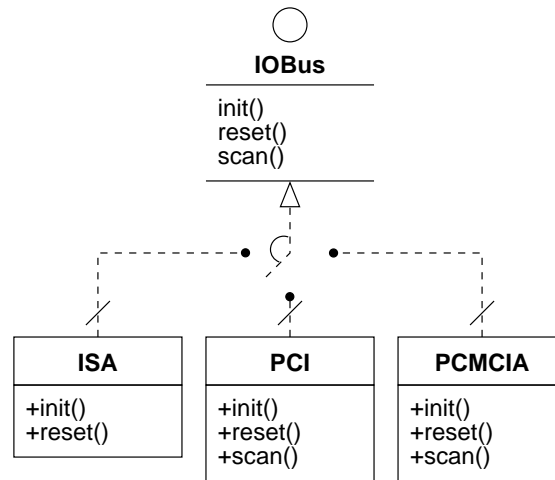 IOBus
init()
reset()
scan()
ISA
+init()
+reset()
PCI
+init()
+reset()
+scan()
PCMCIA
+init()
+reset()
+scan()